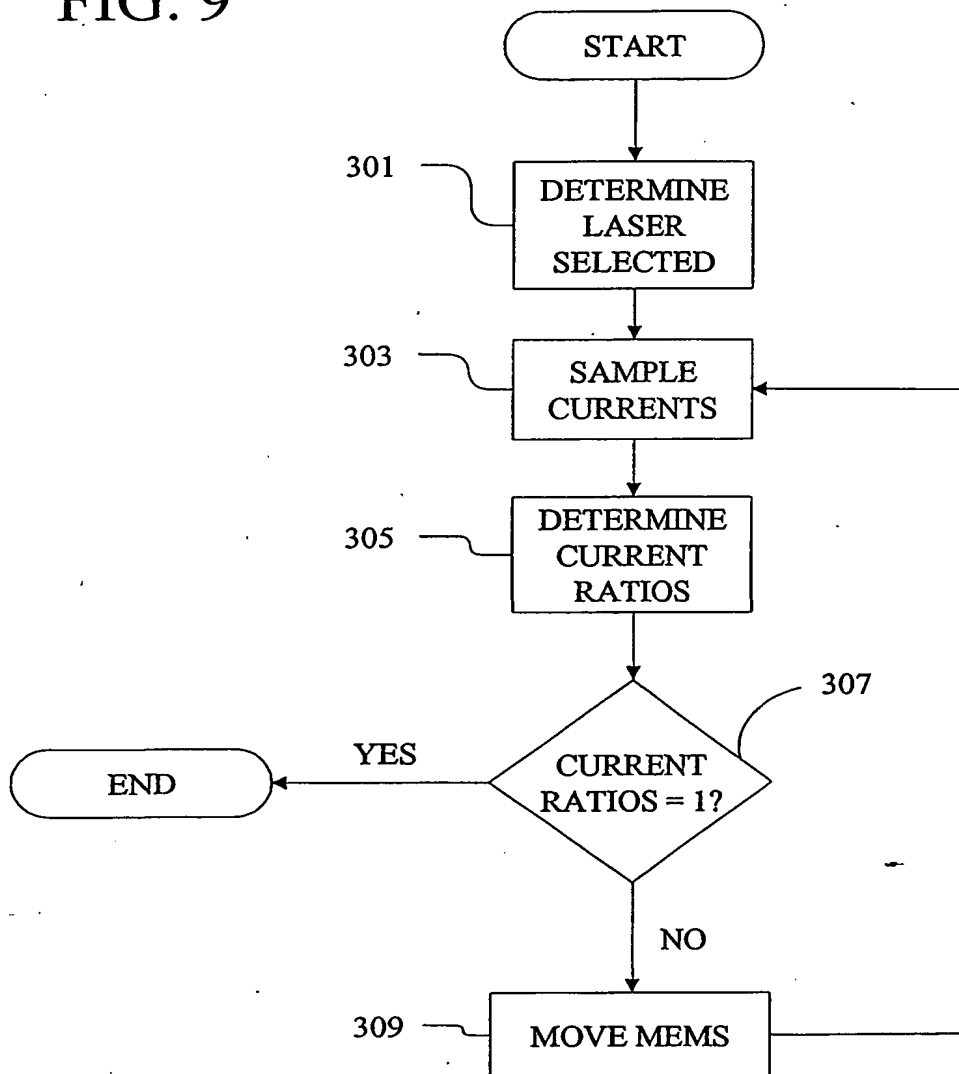 FIG. 9
START
301
DETERMINE
LASER
SELECTED
303
SAMPLE
CURRENTS
305
DETERMINE
CURRENT
RATIOS
307
CURRENT
RATIOS = 1?
YES
END
NO
309
MOVE MEMS